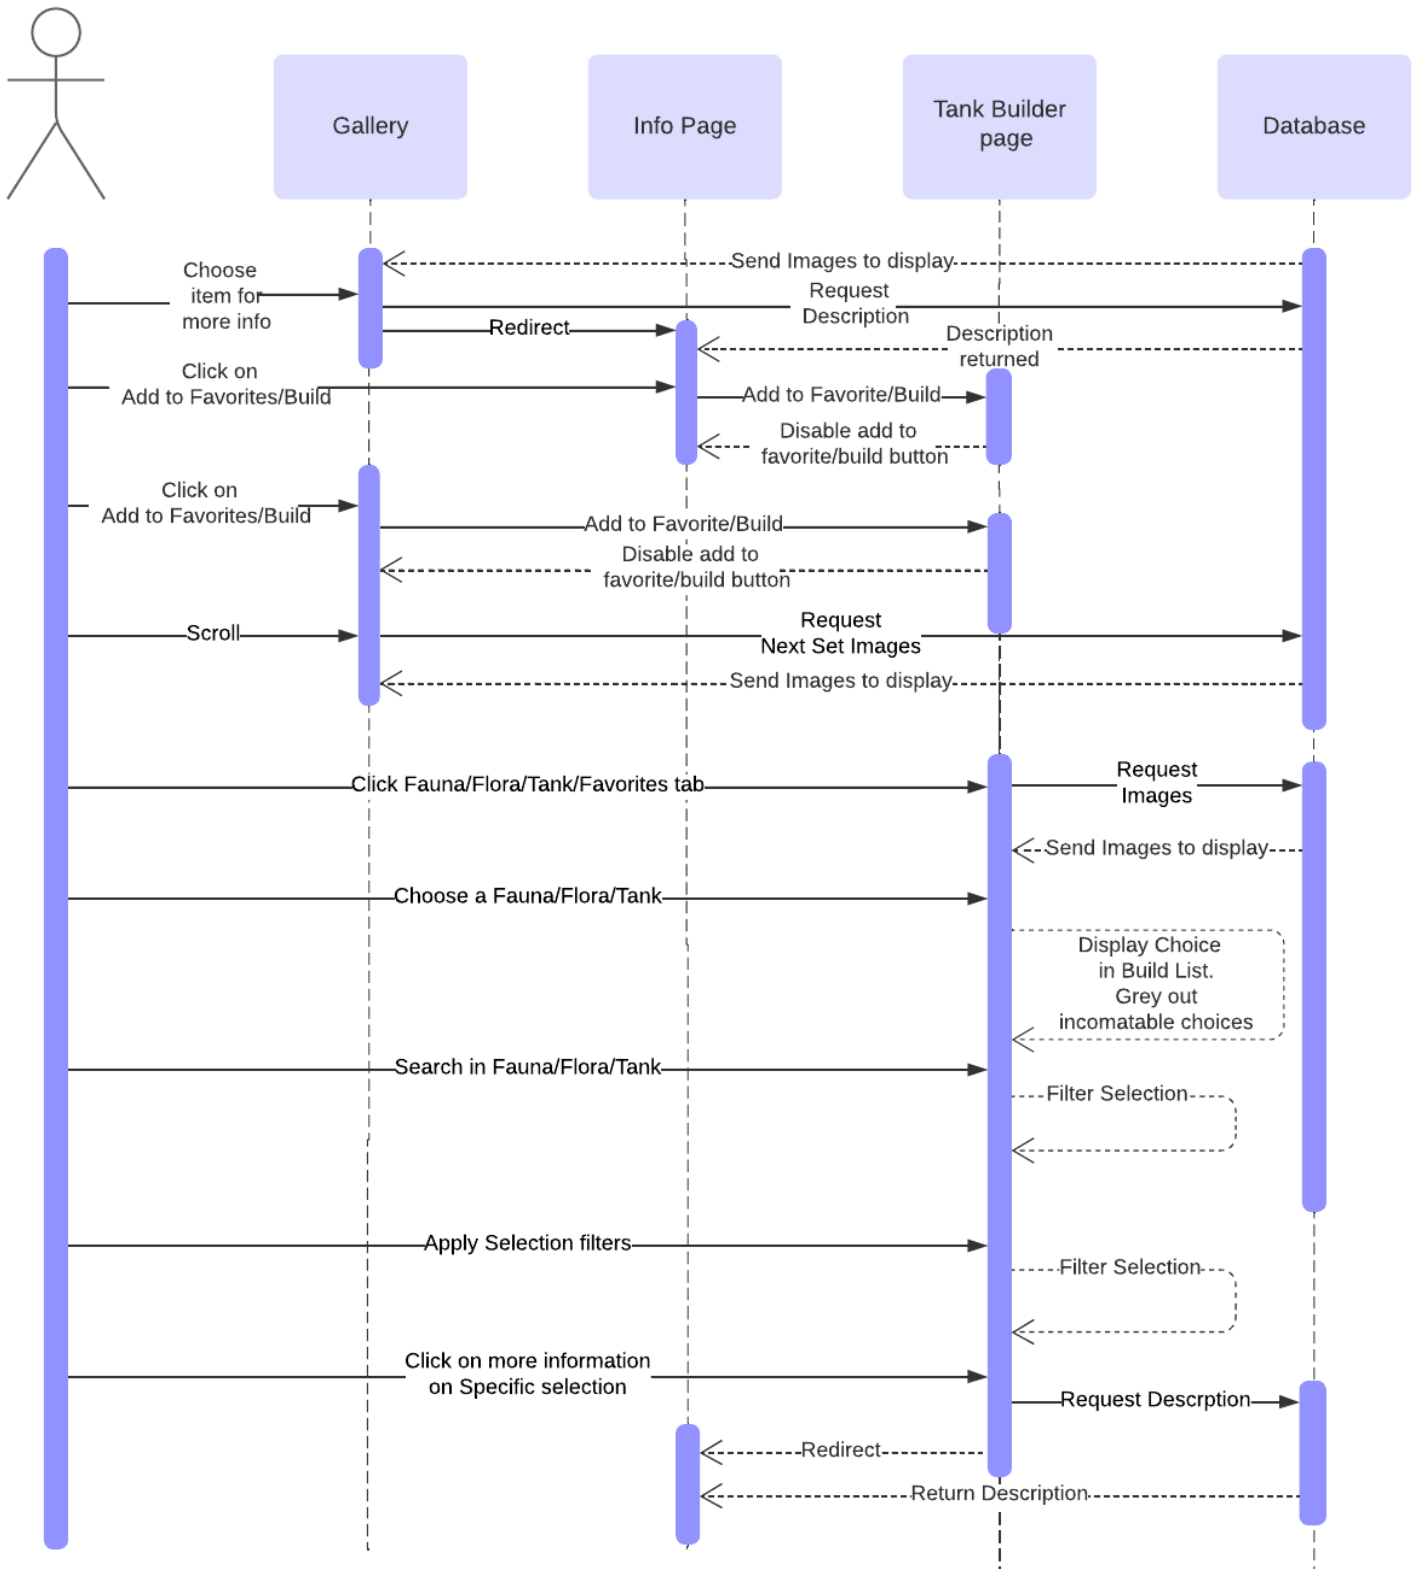 Gallery
Info Page
Tank Builder
page
Database
Send Images to display
Choose
item for
more info
Request
Description
Redirect
Description
returned
Click on
Add to Favorites/Build
Add to Favorite/Build
Disable add to
favorite/build button
Click on
Add to Favorites/Build
Add to Favorite/Build
Disable add to
favorite/build button
Scroll
Request
Next Set Images
Send Images to display
Click Fauna/Flora/Tank/Favorites tab
Request
Images
Send Images to display
Choose a Fauna/Flora/Tank
Display Choice
in Build List.
Grey out
incomatable choices
Search in Fauna/Flora/Tank
Filter Selection
Apply Selection filters
Filter Selection
Click on more information
on Specific selection
Request Descrption
Redirect
Return Description